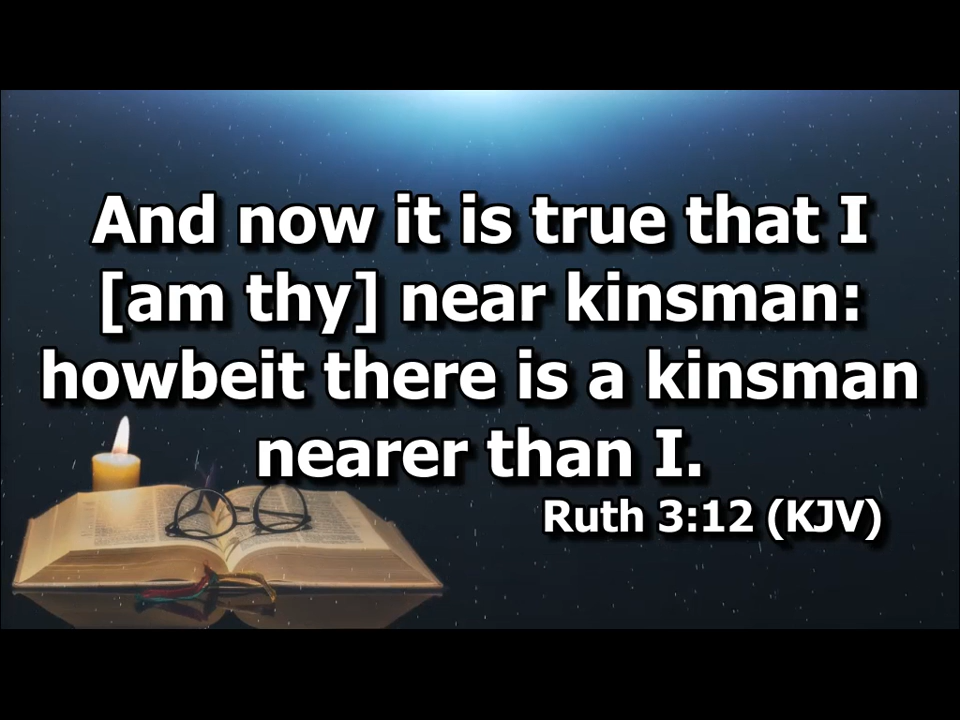 And now it is true that I
[am thy] near kinsman:
howbeit there is a kinsman
nearer than I.
Ruth 3:12 (KJV)